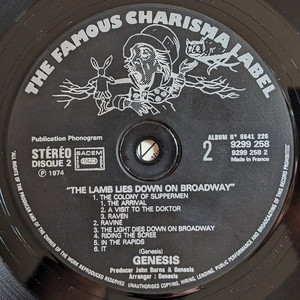 THE FAMOUS CHARISMA LABEL
Publication Phonogram
STÉRÉO
DISQUE 2
℗ 1974
SACEM
ALBUM N° 6641 226
2
9299 258
9299 258 2
Made in France
"THE LAMB LIES DOWN ON BROADWAY"
1. THE COLONY OF SLIPPERMEN
1. THE ARRIVAL
2. A VISIT TO THE DOKTOR
3. RAVEN
2. RAVINE
3. THE LIGHT DIES DOWN ON BROADWAY
4. RIDING THE SCREE
5. IN THE RAPIDS
6. IT
(Genesis)
GENESIS
Producer John Burns & Genesis
Arranger : Genesis)